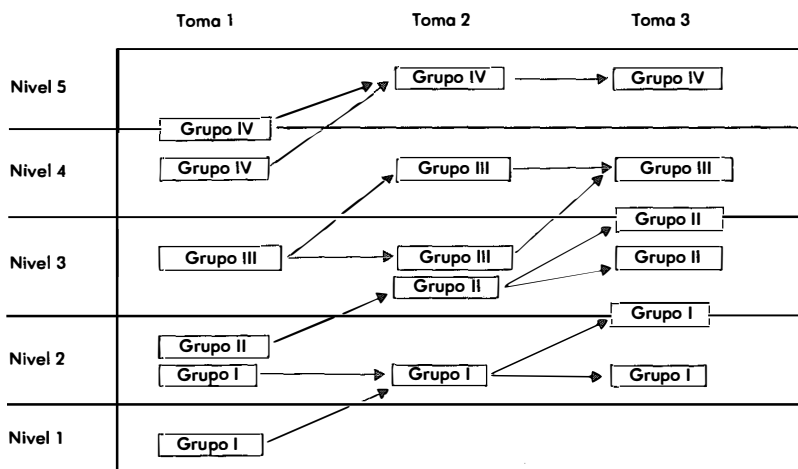 Toma 1 Toma 2 Toma 3
Nivel 5 Grupo IV Grupo IV
Grupo IV
Nivel 4 Grupo IV Grupo III Grupo III
Grupo II
Nivel 3 Grupo III Grupo III Grupo II
Grupo II
Grupo I
Nivel 2 Grupo II
Grupo I Grupo I Grupo I
Nivel 1 Grupo I